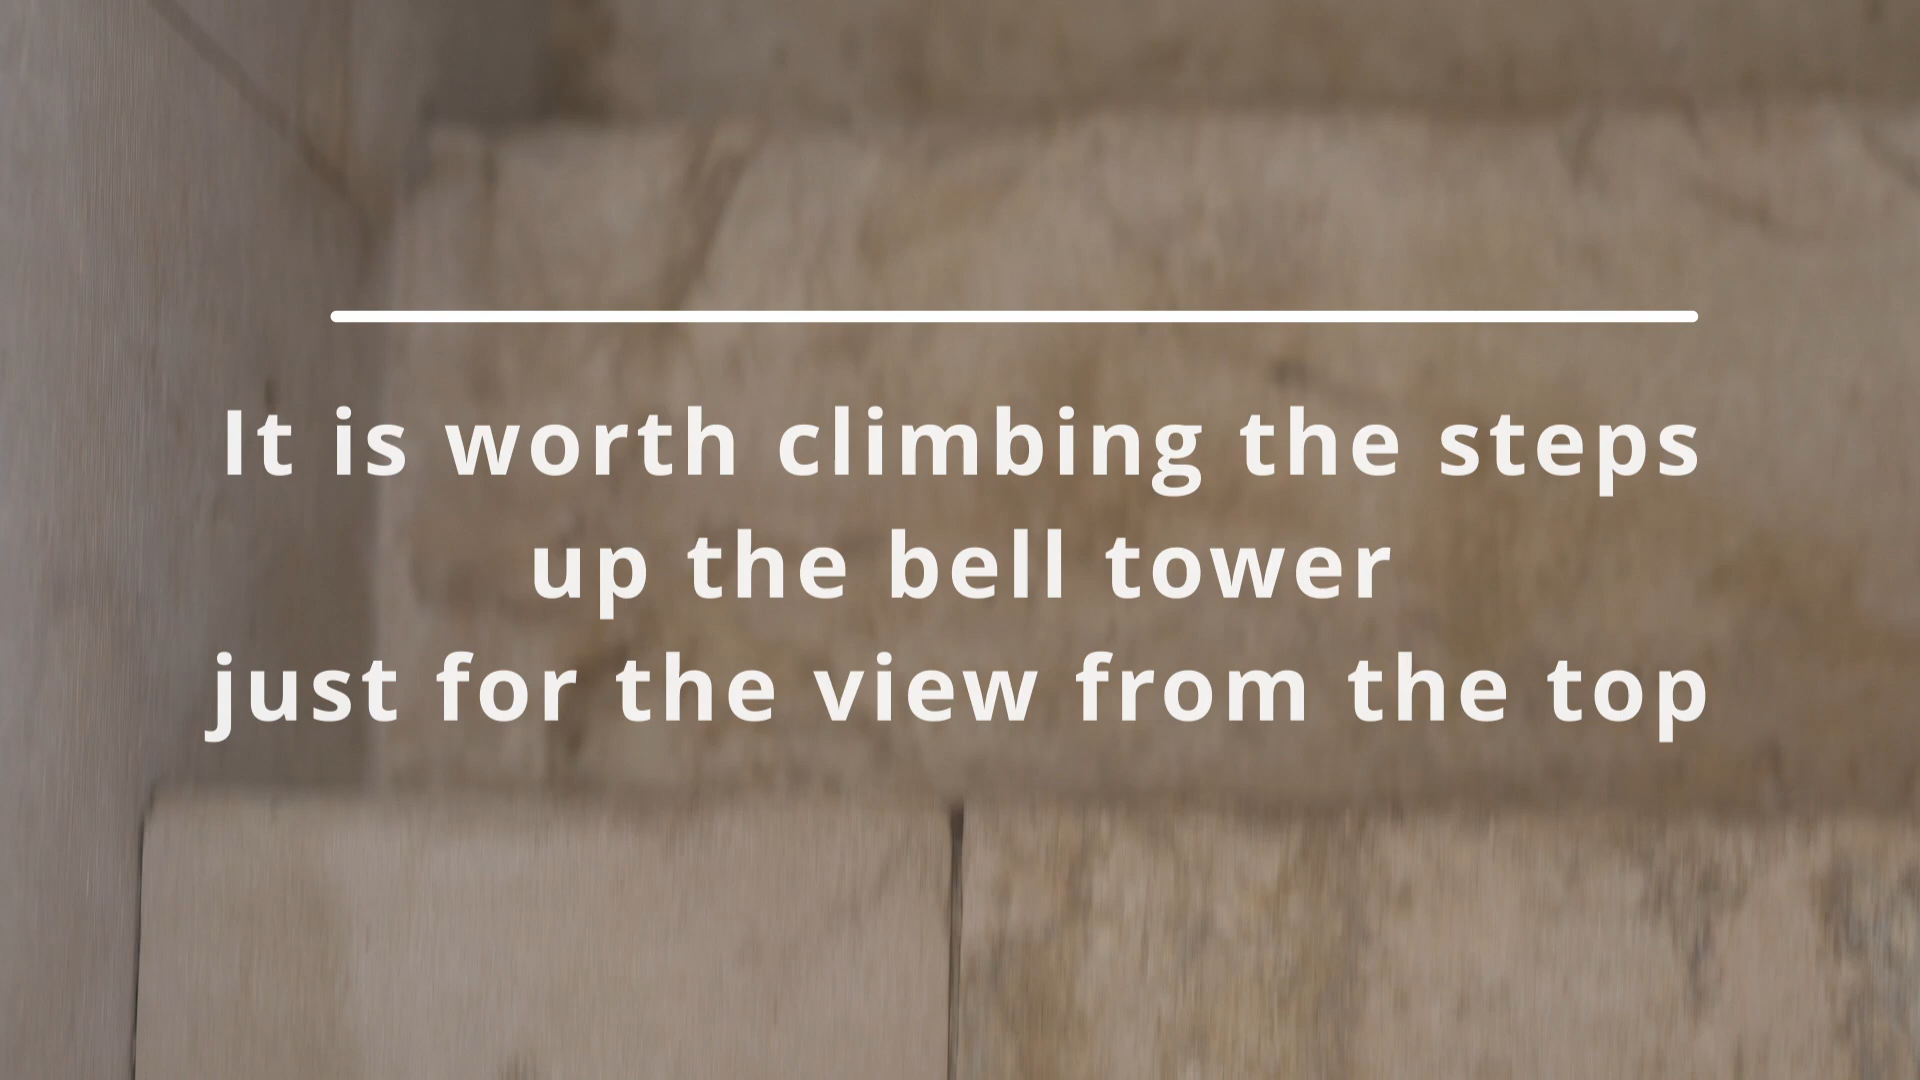 It is worth climbing the steps
up the bell tower
just for the view from the top